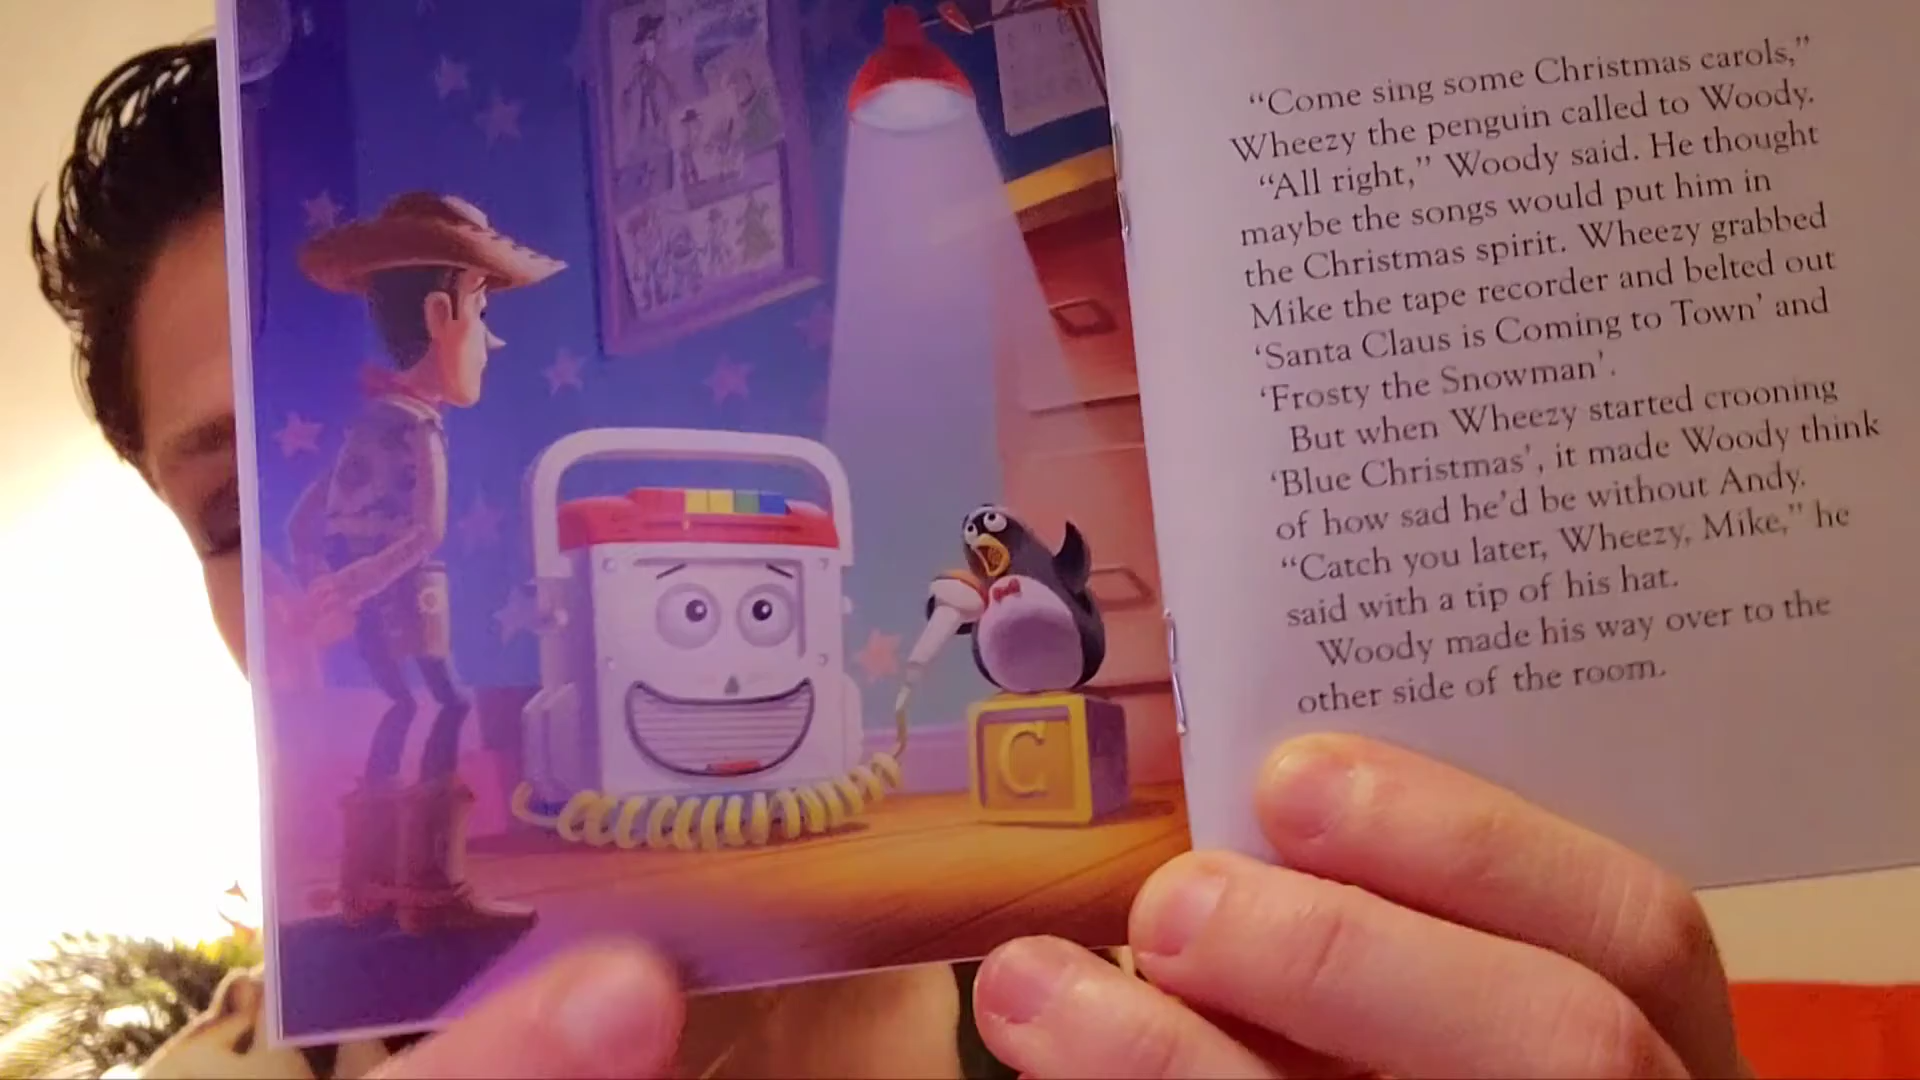 “Come sing some Christmas carols,”
Wheezy the penguin called to Woody.
“All right,” Woody said. He thought
maybe the songs would put him in
the Christmas spirit. Wheezy grabbed
Mike the tape recorder and belted out
‘Santa Claus is Coming to Town’ and
‘Frosty the Snowman’.
But when Wheezy started crooning
‘Blue Christmas’, it made Woody think
of how sad he’d be without Andy.
“Catch you later, Wheezy, Mike,” he
said with a tip of his hat.
Woody made his way over to the
other side of the room.
C